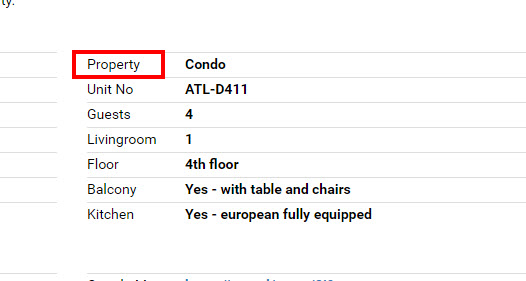 ty.
Property Condo
Unit No ATL-D411
Guests 4
Livingroom 1
Floor 4th floor
Balcony Yes - with table and chairs
Kitchen Yes - european fully equipped